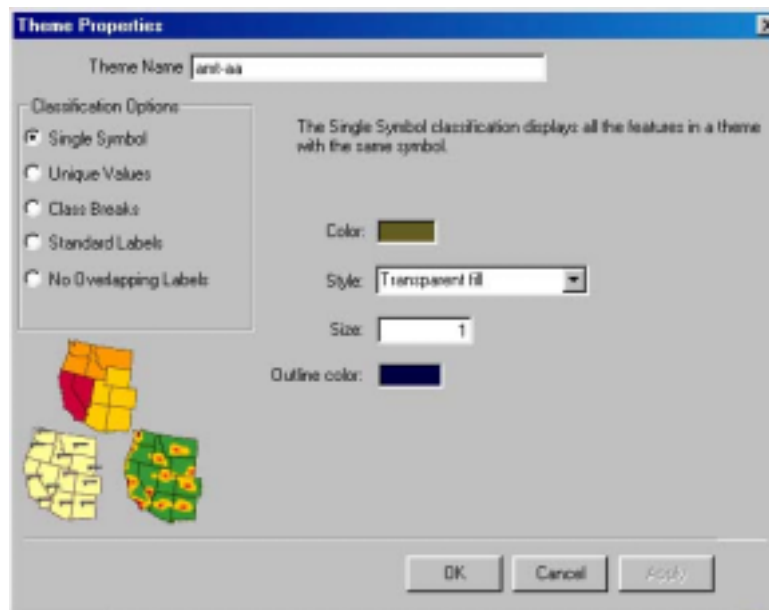 Theme Properties
Theme Name amt-aa
Classification Options
Single Symbol
Unique Values
Class Breaks
Standard Labels
No Overlapping Labels
The Single Symbol classification displays all the features in a theme
with the same symbol.
Color:
Style: Transparent fill
Size: 1
Outline color:
OK Cancel Apply